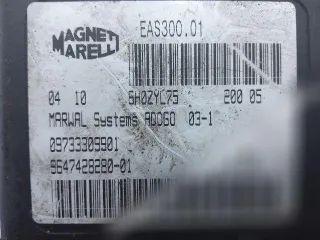 MAGNETI MARELLI
EAS300.01
04 10 5H0ZYL75 200 05
MARWAL Systems A0060 03-1
09733309901
9647428280-01